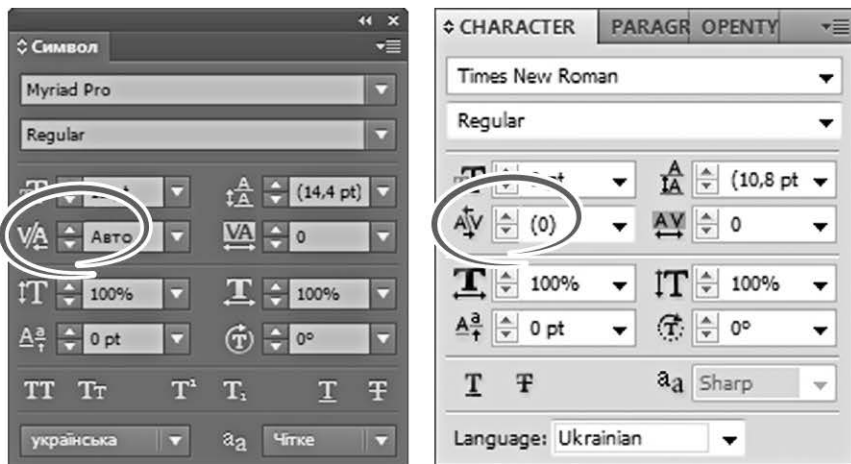 Символ
Myriad Pro
Regular
(14,4 pt)
Авто
0
100%
100%
0 pt
0°
українська
Чітке
CHARACTER PARAGR OPENTY
Times New Roman
Regular
(10,8 pt
(0)
0
100%
100%
0 pt
0°
Sharp
Language: Ukrainian